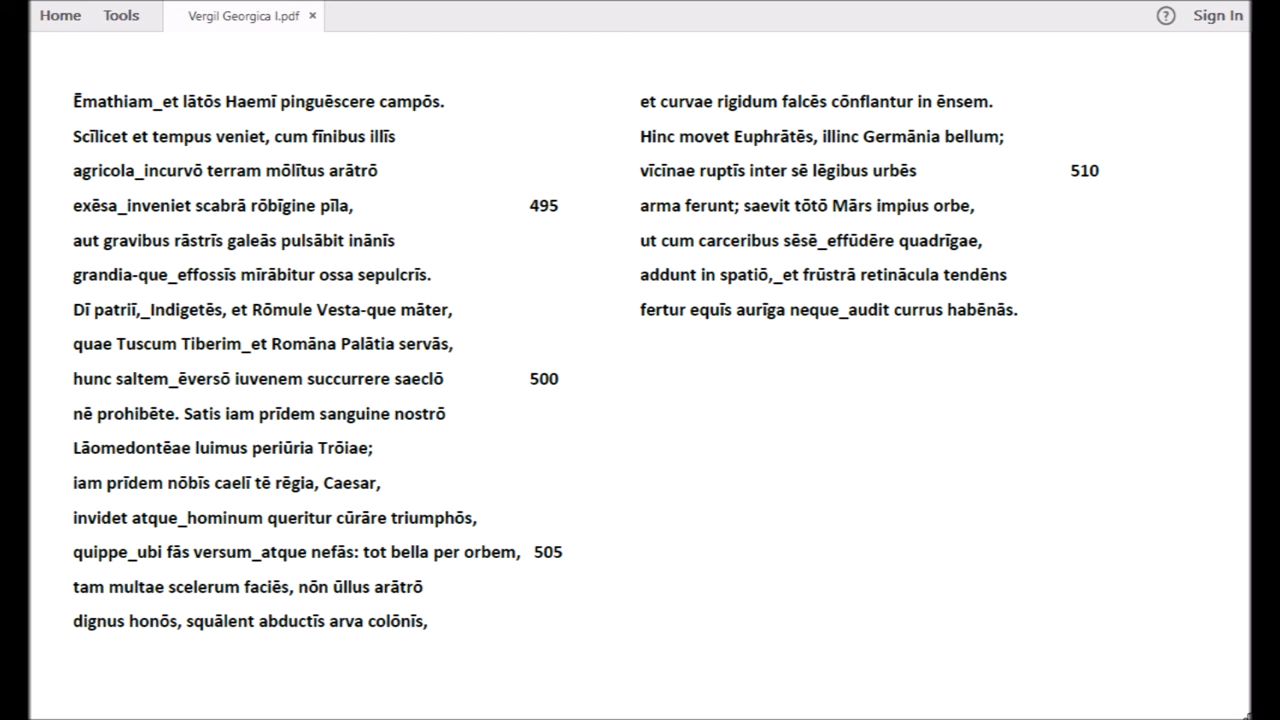 Home Tools Vergil Georgica I.pdf × ? Sign In
Ēmathiam_et lātōs Haemī pinguēscere campōs.
Scīlicet et tempus veniet, cum fīnibus illīs
agricola_incurvō terram mōlītus arātrō
exēsa_inveniet scabrā rōbīgine pīla, 495
aut gravibus rāstrīs galeās pulsābit inānīs
grandia-que_effossīs mīrābitur ossa sepulcrīs.
Dī patriī,_Indigetēs, et Rōmule Vesta-que māter,
quae Tuscum Tiberim_et Romāna Palātia servās,
hunc saltem_ēversō iuvenem succurrere saeclō 500
nē prohibēte. Satis iam prīdem sanguine nostrō
Lāomedontēae luimus periūria Trōiae;
iam prīdem nōbīs caelī tē rēgia, Caesar,
invidet atque_hominum queritur cūrāre triumphōs,
quippe_ubi fās versum_atque nefās: tot bella per orbem, 505
tam multae scelerum faciēs, nōn ūllus arātrō
dignus honōs, squālent abductīs arva colōnīs,
et curvae rigidum falcēs cōnflantur in ēnsem.
Hinc movet Euphrātēs, illinc Germānia bellum;
vīcīnae ruptīs inter sē lēgibus urbēs 510
arma ferunt; saevit tōtō Mārs impius orbe,
ut cum carceribus sēsē_effūdēre quadrīgae,
addunt in spatiō,_et frūstrā retinācula tendēns
fertur equīs aurīga neque_audit currus habēnās.